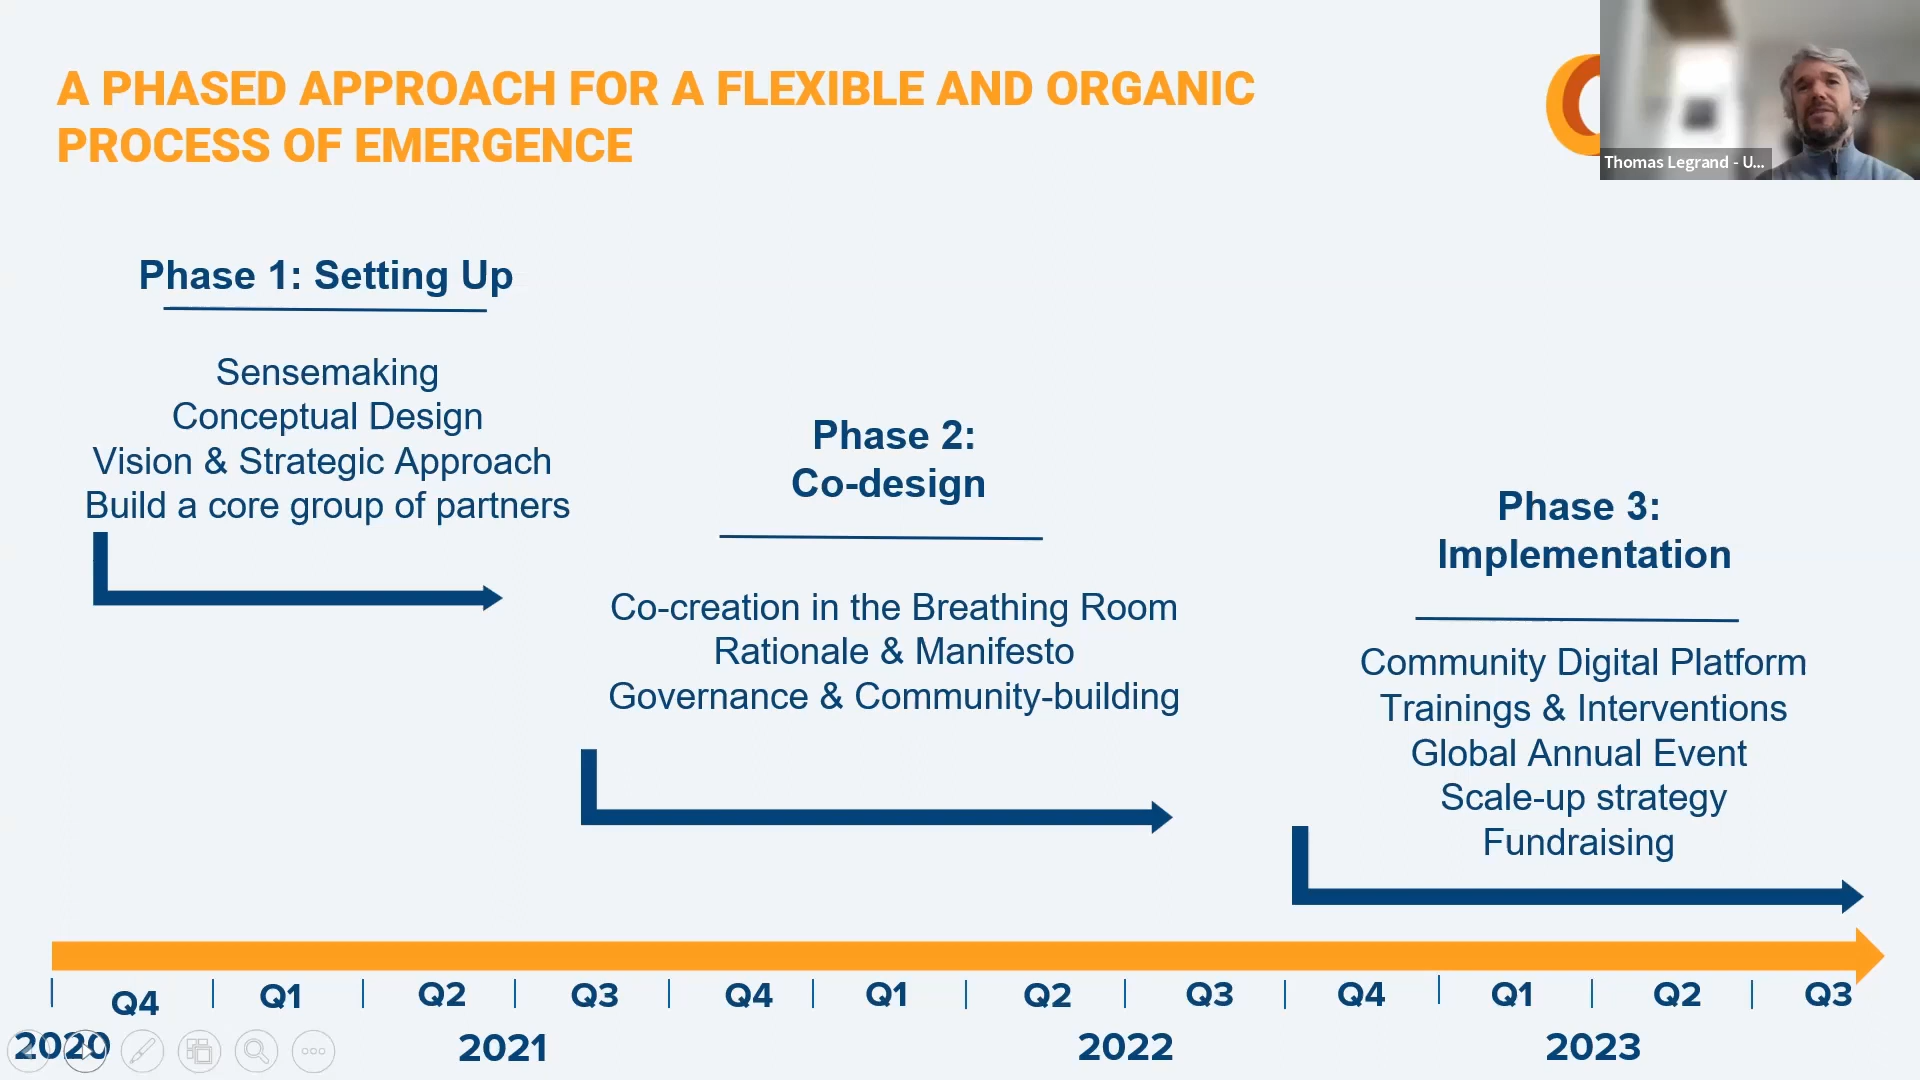 A PHASED APPROACH FOR A FLEXIBLE AND ORGANIC
PROCESS OF EMERGENCE
Thomas Legrand - U...
Phase 1: Setting Up
Sensemaking
Conceptual Design
Vision & Strategic Approach
Build a core group of partners
Phase 2:
Co-design
Co-creation in the Breathing Room
Rationale & Manifesto
Governance & Community-building
Phase 3:
Implementation
Community Digital Platform
Trainings & Interventions
Global Annual Event
Scale-up strategy
Fundraising
Q4 Q1 Q2 Q3 Q4 Q1 Q2 Q3 Q4 Q1 Q2 Q3
2020 2021 2022 2023